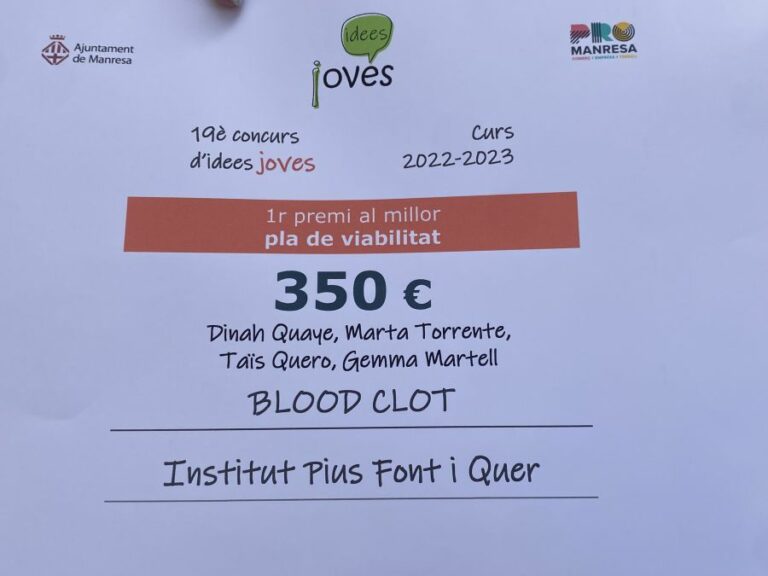 Ajuntament
de Manresa
idees
joves
PRO
MANRESA
19è concurs
d'idees joves
Curs
2022-2023
1r premi al millor
pla de viabilitat
350 €
Dinah Quaye, Marta Torrente,
Taïs Quero, Gemma Martell
BLOOD CLOT
Institut Pius Font i Quer